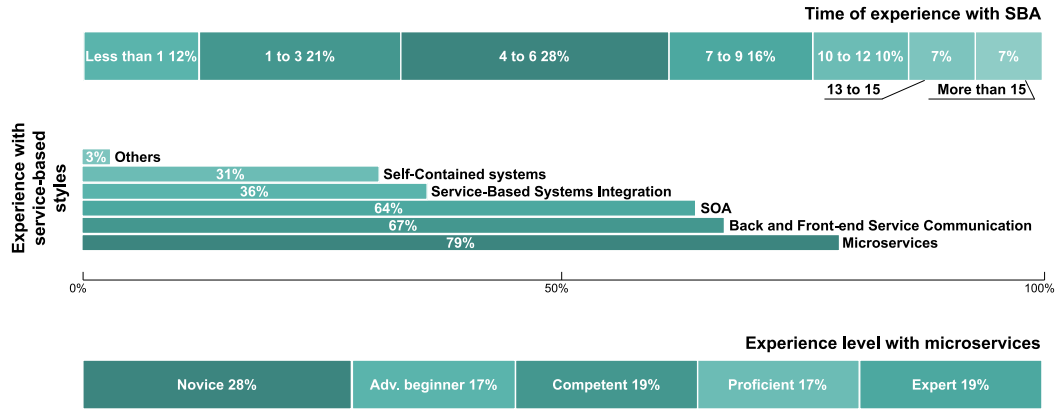 Time of experience with SBA
Less than 1 12%
1 to 3 21%
4 to 6 28%
7 to 9 16%
10 to 12 10%
7%
7%
13 to 15
More than 15
Experience with
service-based
styles
3% Others
31% Self-Contained systems
36% Service-Based Systems Integration
64% SOA
67% Back and Front-end Service Communication
79% Microservices
0%
50%
100%
Experience level with microservices
Novice 28%
Adv. beginner 17%
Competent 19%
Proficient 17%
Expert 19%